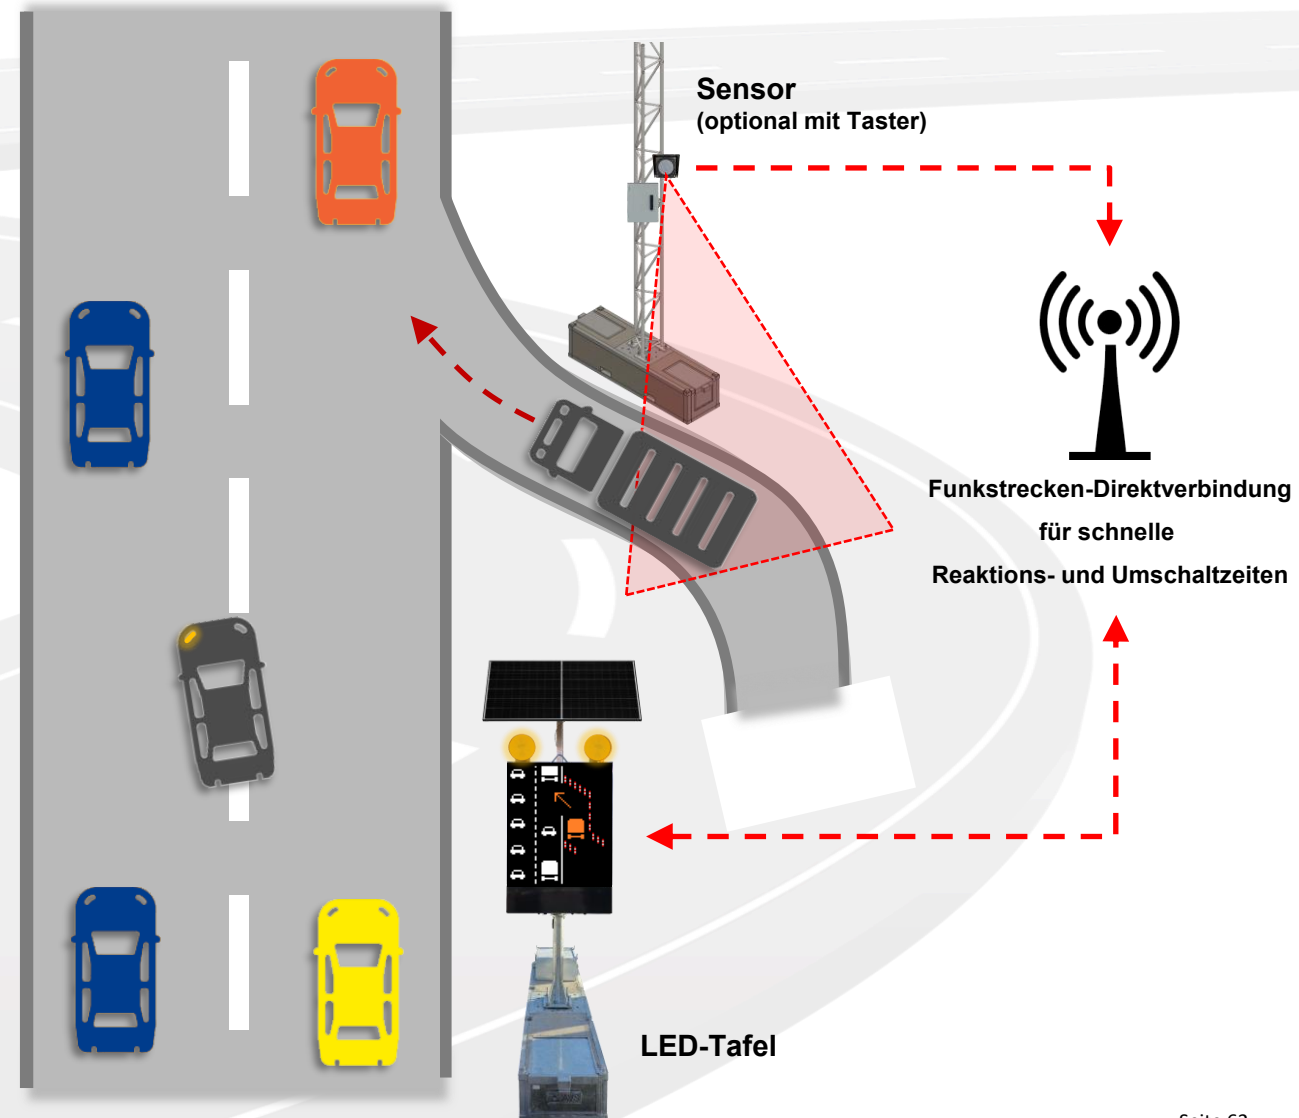 Sensor
(optional mit Taster)
Funkstrecken-Direktverbindung
für schnelle
Reaktions- und Umschaltzeiten
LED-Tafel